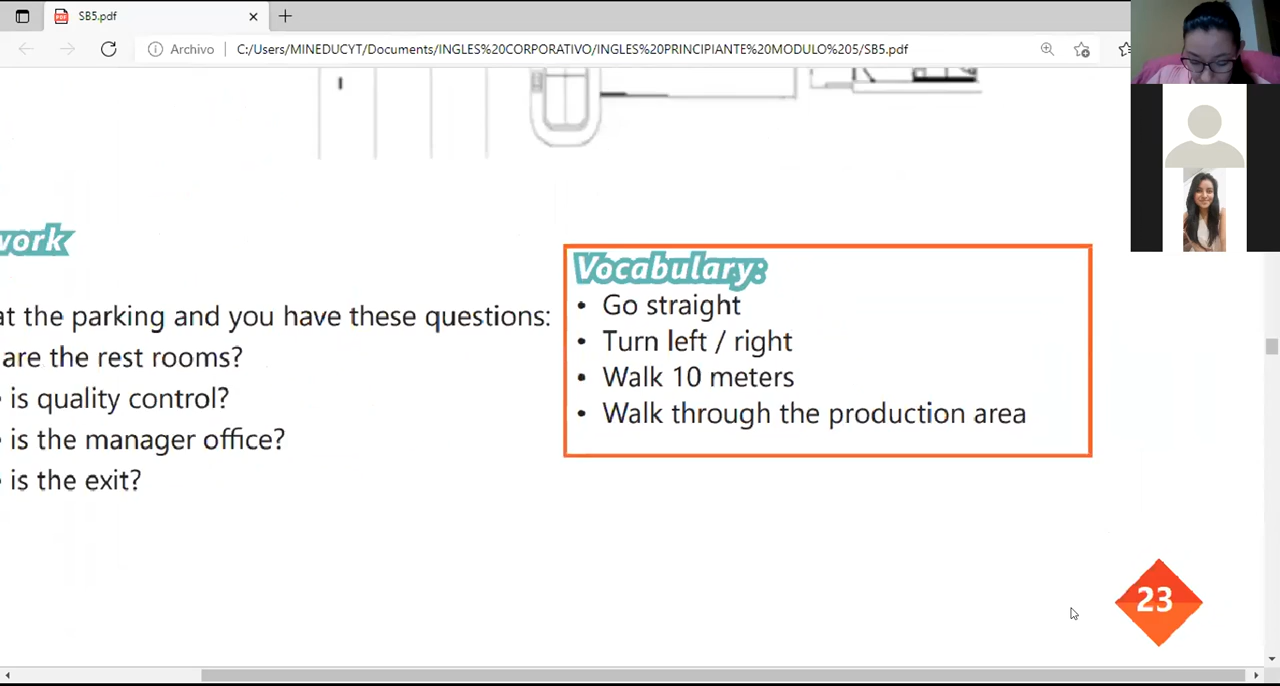 SB5.pdf
Archivo
C:/Users/MINEDUCYT/Documents/INGLES%20CORPORATIVO/INGLES%20PRINCIPIANTE%20MODULO%205/SB5.pdf
work
at the parking and you have these questions:
are the rest rooms?
is quality control?
is the manager office?
is the exit?
Vocabulary:
• Go straight
• Turn left / right
• Walk 10 meters
• Walk through the production area
23